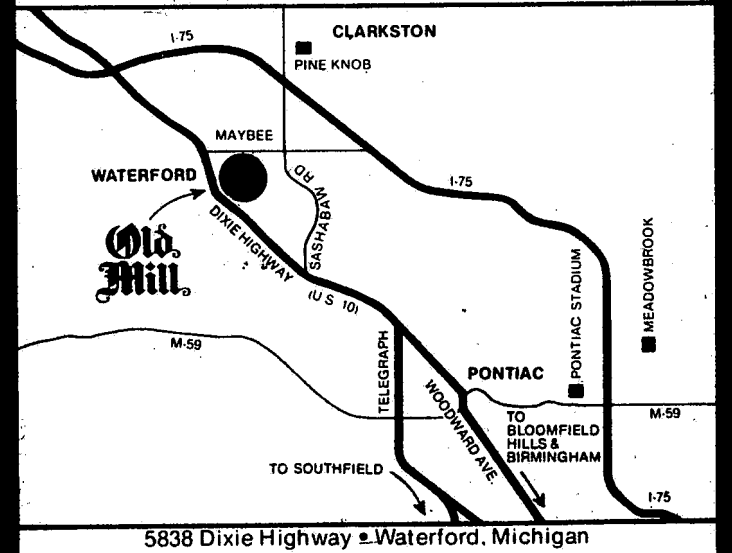 CLARKSTON
I-75
PINE KNOB
MAYBEE
WATERFORD
SASHABAW RD
I-75
Old
Mill
DIXIE HIGHWAY
(U S 10)
MEADOWBROOK
PONTIAC STADIUM
M-59
TELEGRAPH
PONTIAC
WOODWARD AVE.
TO
BLOOMFIELD
HILLS &
BIRMINGHAM
M-59
TO SOUTHFIELD
I-75
5838 Dixie Highway • Waterford, Michigan